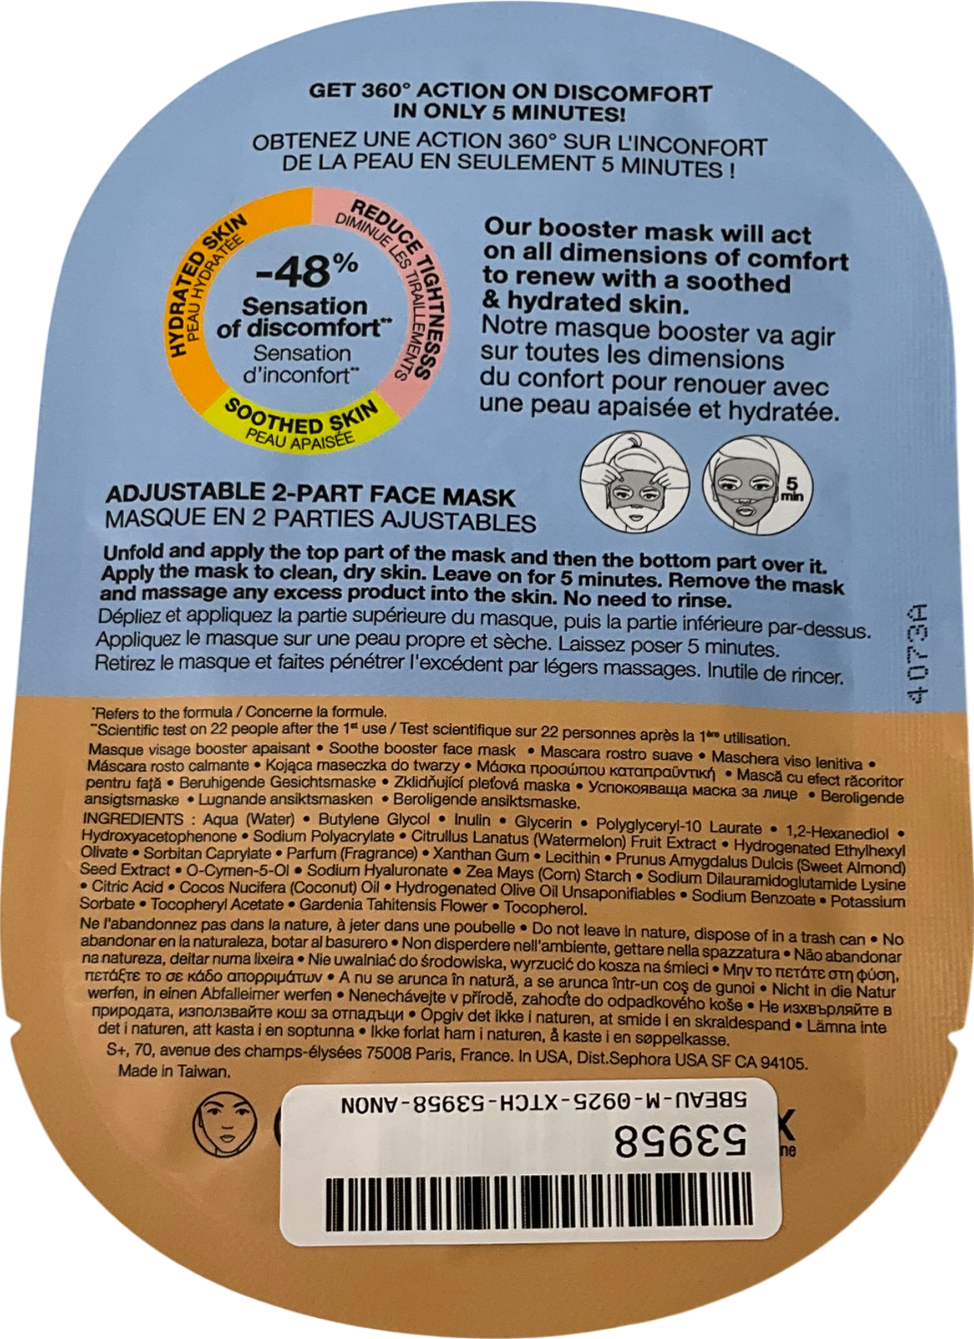 GET 360° ACTION ON DISCOMFORT
IN ONLY 5 MINUTES!
OBTENEZ UNE ACTION 360° SUR L'INCONFORT
DE LA PEAU EN SEULEMENT 5 MINUTES !
HYDRATED SKIN
PEAU HYDRATÉE
REDUCE TIGHTNESSS
DIMINUE LES TIRAILLEMENTS
SOOTHED SKIN
PEAU APAISÉE
-48%
Sensation
of discomfort**
Sensation
d'inconfort**
Our booster mask will act
on all dimensions of comfort
to renew with a soothed
& hydrated skin.
Notre masque booster va agir
sur toutes les dimensions
du confort pour renouer avec
une peau apaisée et hydratée.
5
min
ADJUSTABLE 2-PART FACE MASK
MASQUE EN 2 PARTIES AJUSTABLES
Unfold and apply the top part of the mask and then the bottom part over it.
Apply the mask to clean, dry skin. Leave on for 5 minutes. Remove the mask
and massage any excess product into the skin. No need to rinse.
Dépliez et appliquez la partie supérieure du masque, puis la partie inférieure par-dessus.
Appliquez le masque sur une peau propre et sèche. Laissez poser 5 minutes.
Retirez le masque et faites pénétrer l'excédent par légers massages. Inutile de rincer.
4073A
*Refers to the formula / Concerne la formule.
**Scientific test on 22 people after the 1st use / Test scientifique sur 22 personnes après la 1ère utilisation.
Masque visage booster apaisant • Soothe booster face mask • Mascara rostro suave • Maschera viso lenitiva •
Máscara rosto calmante • Kojąca maseczka do twarzy • Μάσκα προσώπου καταπραϋντική • Mască cu efect răcoritor
pentru față • Beruhigende Gesichtsmaske • Zklidňující pleťová maska • Успокояваща маска за лице • Beroligende
ansigtsmaske • Lugnande ansiktsmasken • Beroligende ansiktsmaske.
INGREDIENTS : Aqua (Water) • Butylene Glycol • Inulin • Glycerin • Polyglyceryl-10 Laurate • 1,2-Hexanediol •
Hydroxyacetophenone • Sodium Polyacrylate • Citrullus Lanatus (Watermelon) Fruit Extract • Hydrogenated Ethylhexyl
Olivate • Sorbitan Caprylate • Parfum (Fragrance) • Xanthan Gum • Lecithin • Prunus Amygdalus Dulcis (Sweet Almond)
Seed Extract • O-Cymen-5-Ol • Sodium Hyaluronate • Zea Mays (Corn) Starch • Sodium Dilauramidoglutamide Lysine
• Citric Acid • Cocos Nucifera (Coconut) Oil • Hydrogenated Olive Oil Unsaponifiables • Sodium Benzoate • Potassium
Sorbate • Tocopheryl Acetate • Gardenia Tahitensis Flower • Tocopherol.
Ne l'abandonnez pas dans la nature, à jeter dans une poubelle • Do not leave in nature, dispose of in a trash can • No
abandonar en la naturaleza, botar al basurero • Non disperdere nell'ambiente, gettare nella spazzatura • Não abandonar
na natureza, deitar numa lixeira • Nie uwalniać do środowiska, wyrzucić do kosza na śmieci • Μην το πετάτε στη φύση,
πετάξτε το σε κάδο απορριμάτων • A nu se arunca în natură, a se arunca într-un coş de gunoi • Nicht in die Natur
werfen, in einen Abfalleimer werfen • Nenechávejte v přírodě, zahoďte do odpadkového koše • Не изхвърляйте в
природата, използвайте кош за отпадъци • Opgiv det ikke i naturen, at smide i en skraldespand • Lämna inte
det i naturen, att kasta i en soptunna • Ikke forlat ham i naturen, å kaste i en søppelkasse.
S+, 70, avenue des champs-élysées 75008 Paris, France. In USA, Dist.Sephora USA SF CA 94105.
Made in Taiwan.
5BEAU-M-0925-XTCH-53958-ANON
53958
x
ne